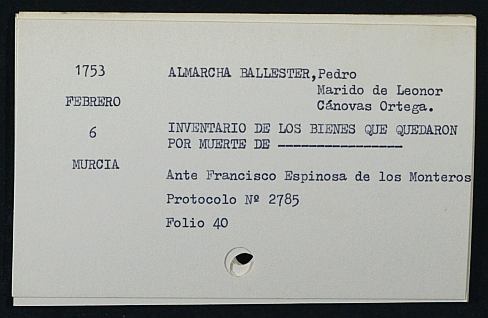 1753 ALMARCHA BALLESTER, Pedro
Marido de Leonor
FEBRERO Cánovas Ortega.
6 INVENTARIO DE LOS BIENES QUE QUEDARON
POR MUERTE DE ----------------
MURCIA
Ante Francisco Espinosa de los Monteros
Protocolo Nº 2785
Folio 40